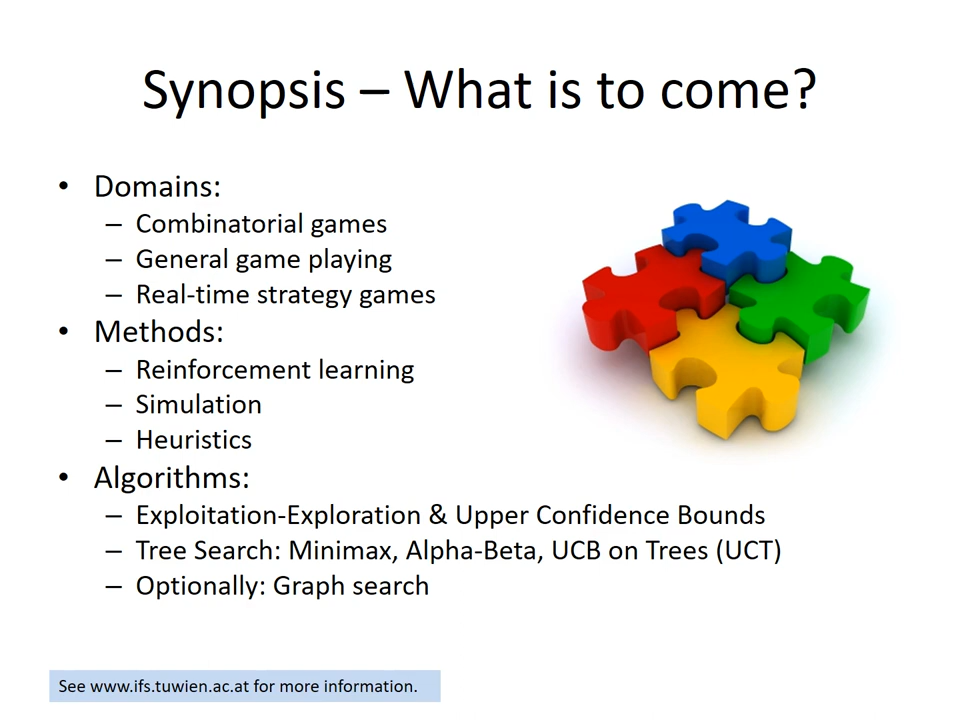 Synopsis – What is to come?
• Domains:
– Combinatorial games
– General game playing
– Real-time strategy games
• Methods:
– Reinforcement learning
– Simulation
– Heuristics
• Algorithms:
– Exploitation-Exploration & Upper Confidence Bounds
– Tree Search: Minimax, Alpha-Beta, UCB on Trees (UCT)
– Optionally: Graph search
See www.ifs.tuwien.ac.at for more information.